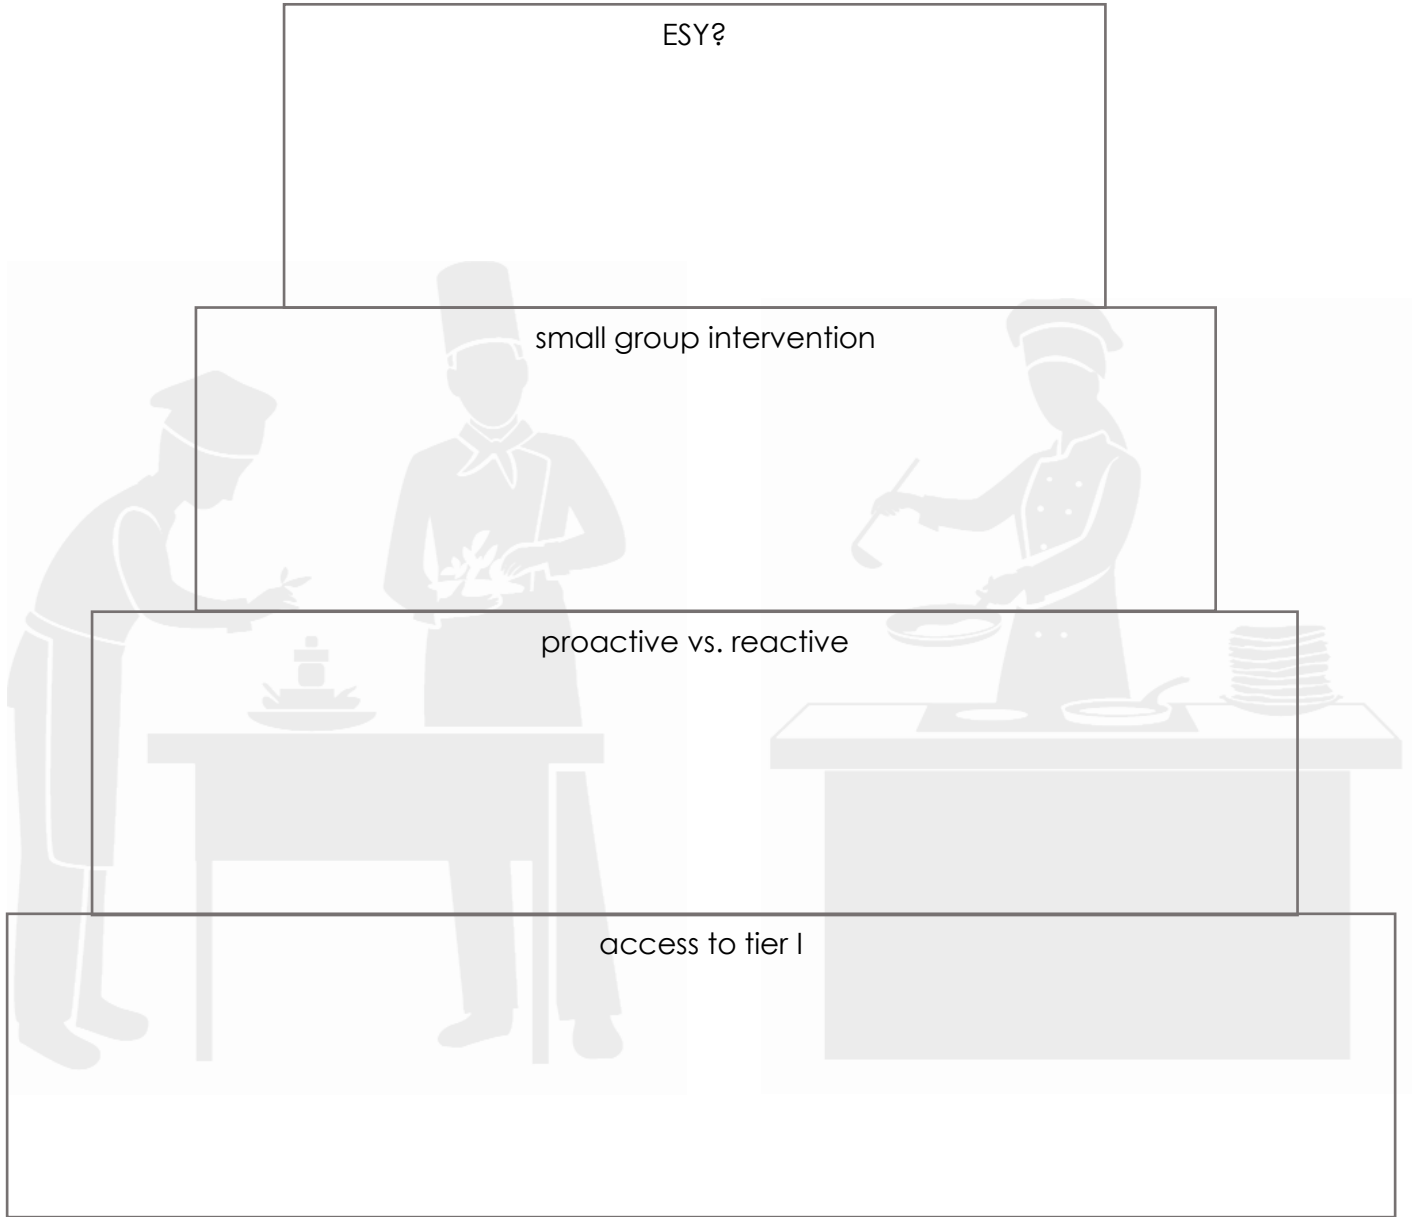 ESY?
small group intervention
proactive vs. reactive
access to tier I